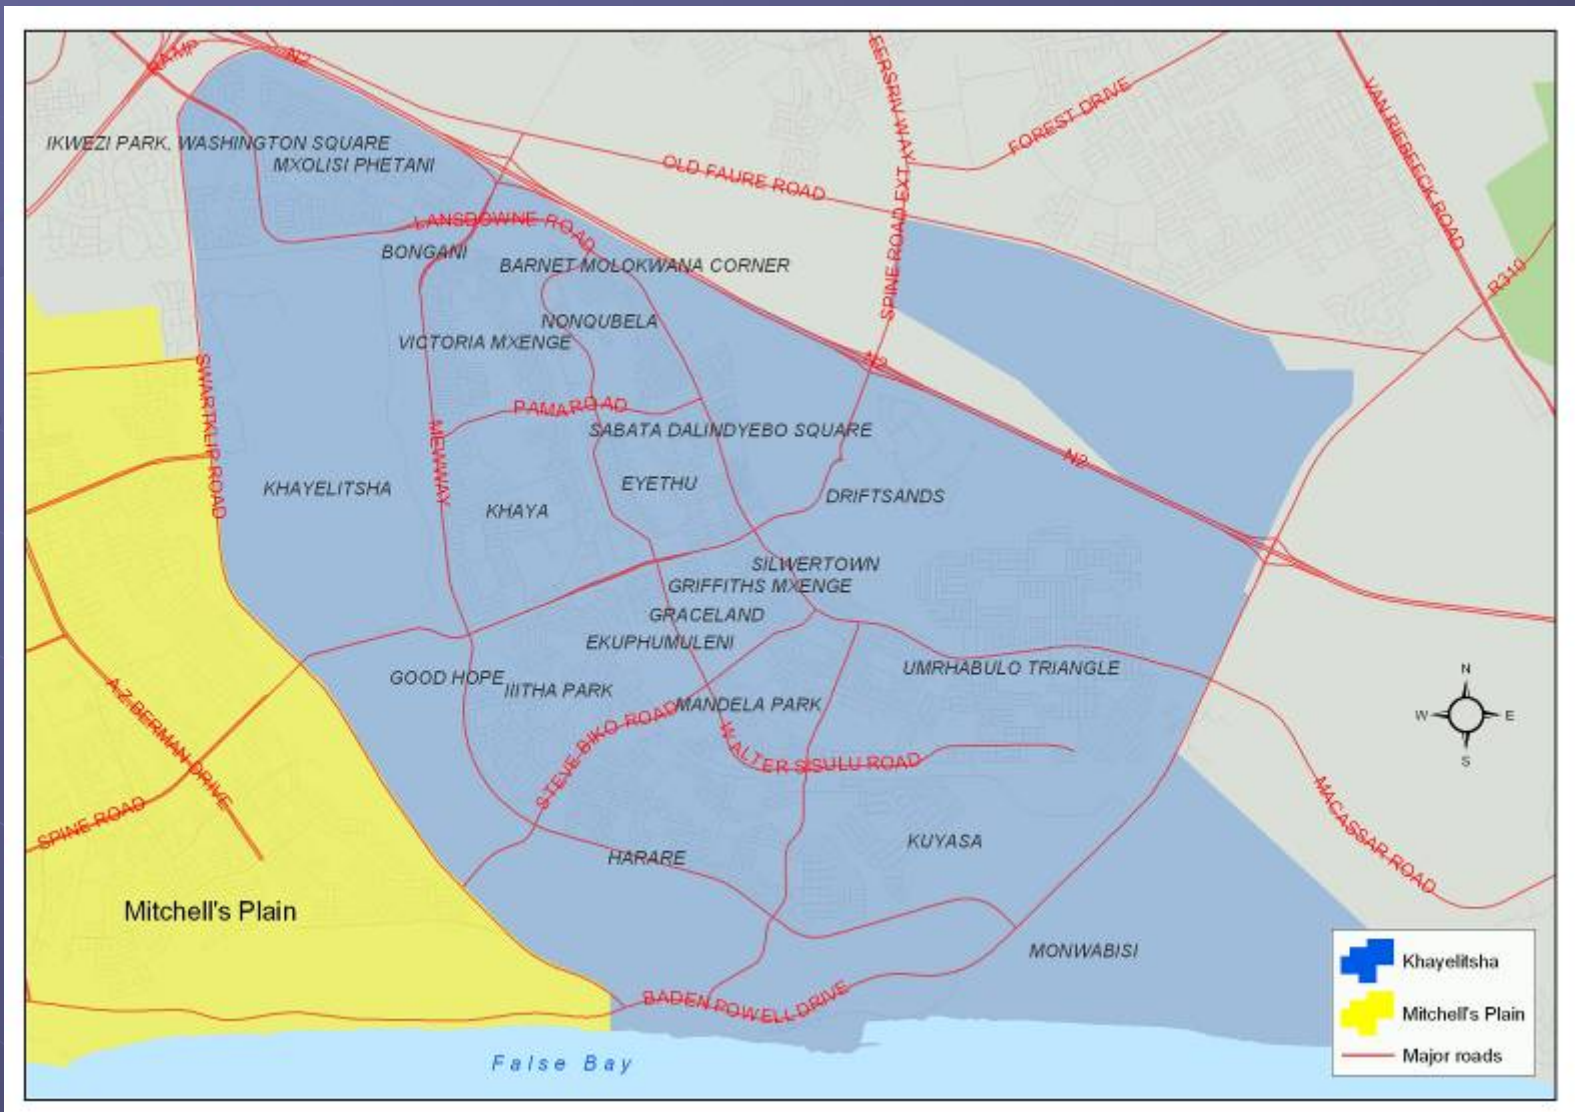 RAMP
N2
EERSRIV WAY
FOREST DRIVE
VAN RIEBEECK ROAD
IKWEZI PARK, WASHINGTON SQUARE
MXOLISI PHETANI
OLD FAURE ROAD
LANSDOWNE ROAD
BONGANI
BARNET MOLOKWANA CORNER
SPINE ROAD EXT
R310
NONQUBELA
VICTORIA MXENGE
N2
SWARTKLIP ROAD
PAMA ROAD
SABATA DALINDYEBO SQUARE
MEWWAY
N2
KHAYELITSHA
EYETHU
DRIFTSANDS
KHAYA
SILWERTOWN
GRIFFITHS MXENGE
GRACELAND
EKUPHUMULENI
UMRHABULO TRIANGLE
GOOD HOPE
IIITHA PARK
MANDELA PARK
N
W
E
S
A.Z. BERMAN DRIVE
STEVE BIKO ROAD
WALTER SISULU ROAD
MACASSAR ROAD
SPINE ROAD
KUYASA
HARARE
Mitchell's Plain
MONWABISI
BADEN POWELL DRIVE
False Bay
Khayelitsha
Mitchell's Plain
Major roads